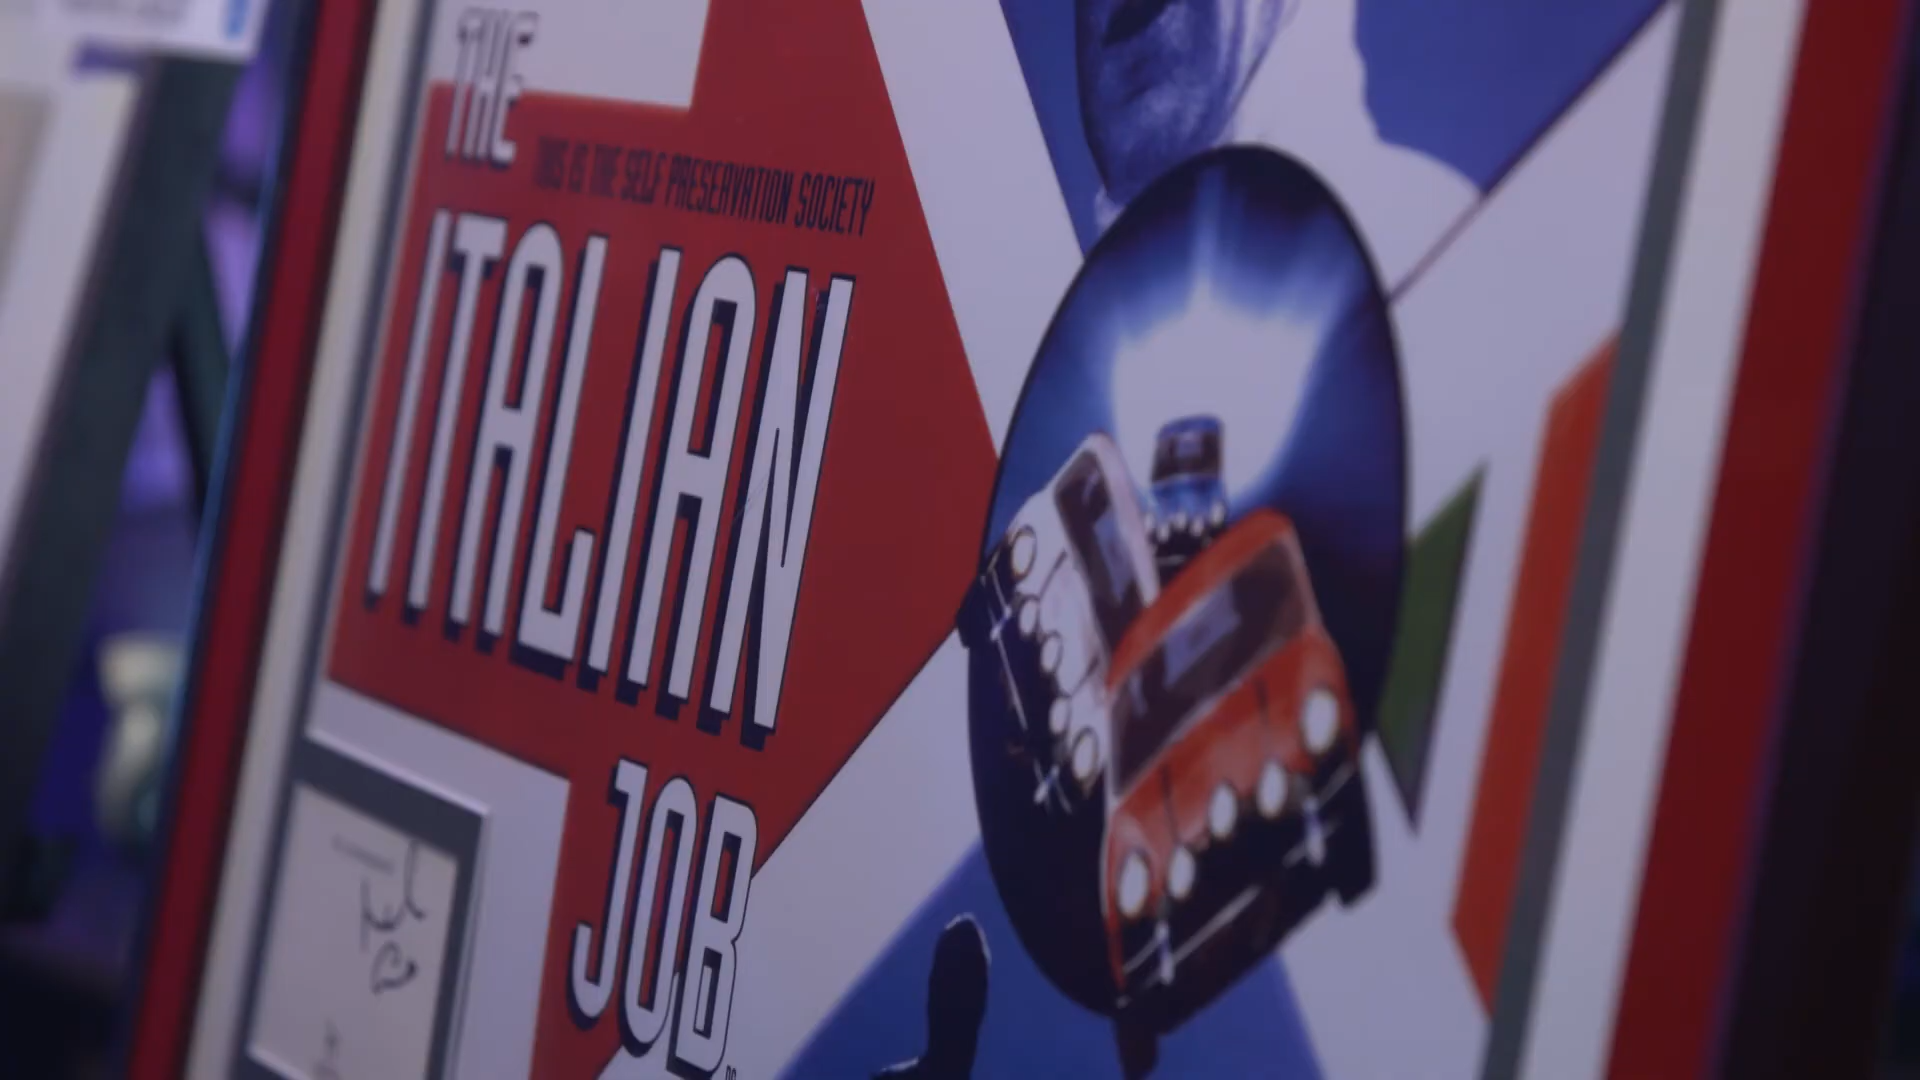 THE
THIS IS THE SELF PRESERVATION SOCIETY
ITALIAN
JOB